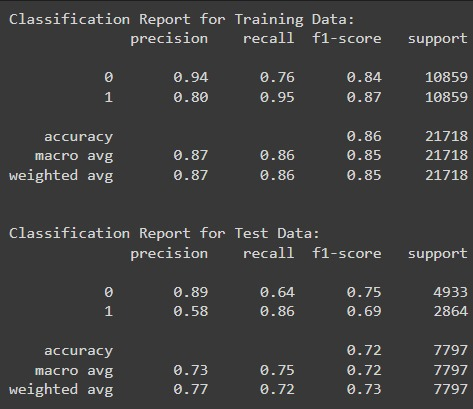 Classification Report for Training Data:
precision recall f1-score support
0 0.94 0.76 0.84 10859
1 0.80 0.95 0.87 10859
accuracy 0.86 21718
macro avg 0.87 0.86 0.85 21718
weighted avg 0.87 0.86 0.85 21718
Classification Report for Test Data:
precision recall f1-score support
0 0.89 0.64 0.75 4933
1 0.58 0.86 0.69 2864
accuracy 0.72 7797
macro avg 0.73 0.75 0.72 7797
weighted avg 0.77 0.72 0.73 7797